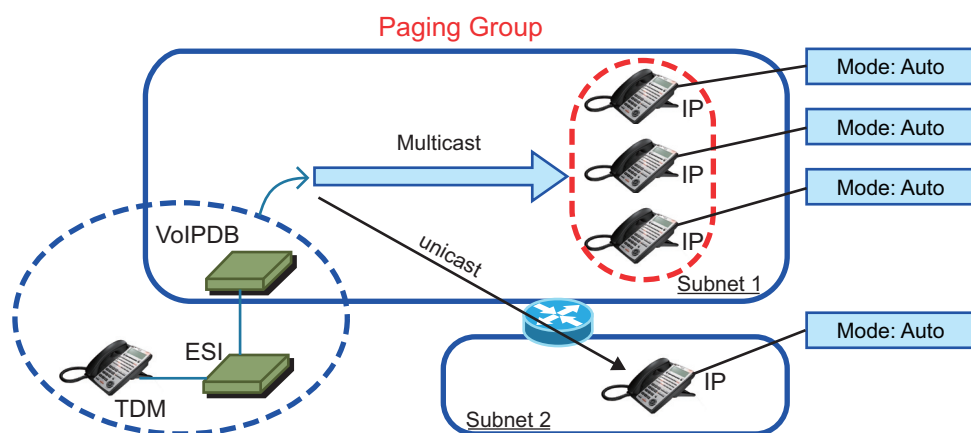 Paging Group
Mode: Auto
IP
Mode: Auto
Multicast
IP
Mode: Auto
VoIPDB
unicast
IP
Subnet 1
Mode: Auto
ESI
IP
TDM
Subnet 2